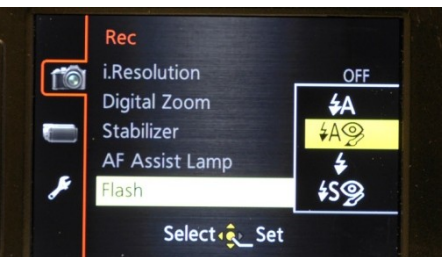 Rec
i.Resolution OFF
Digital Zoom A
Stabilizer A
AF Assist Lamp
Flash S
Select Set